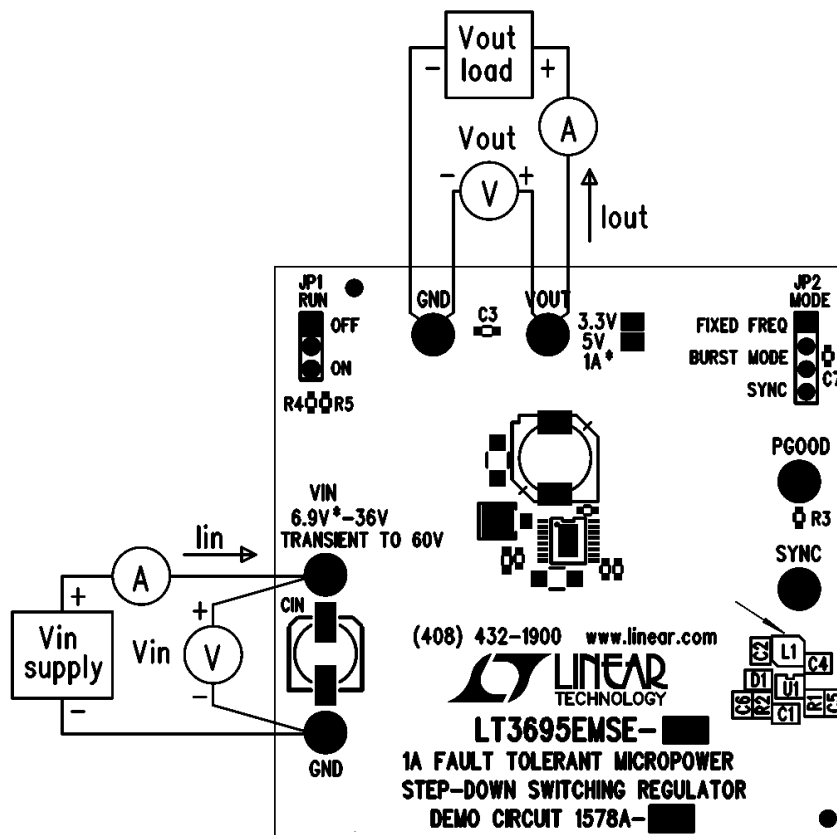 Vout
load
-
+
A
Vout
-
V
+
Iout
JP1
RUN
OFF
ON
R4
R5
GND
C3
VOUT
3.3V
5V
1A*
JP2
MODE
FIXED FREQ
BURST MODE
SYNC
C7
PGOOD
R3
SYNC
VIN
6.9V*-36V
TRANSIENT TO 60V
Iin
A
+
Vin
supply
-
Vin
+
V
-
CIN
GND
(408) 432-1900 www.linear.com
LINEAR
TECHNOLOGY
LT3695EMSE-
1A FAULT TOLERANT MICROPOWER
STEP-DOWN SWITCHING REGULATOR
DEMO CIRCUIT 1578A-
C2
L1
C4
D1
U1
C6
R2
C1
C5